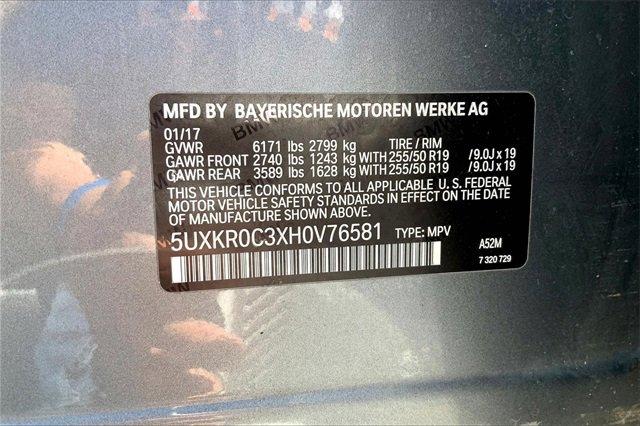 MFD BY BAYERISCHE MOTOREN WERKE AG
01/17
GVWR 6171 lbs 2799 kg TIRE / RIM
GAWR FRONT 2740 lbs 1243 kg WITH 255/50 R19 /9.0J x 19
GAWR REAR 3589 lbs 1628 kg WITH 255/50 R19 /9.0J x 19
THIS VEHICLE CONFORMS TO ALL APPLICABLE U. S. FEDERAL
MOTOR VEHICLE SAFETY STANDARDS IN EFFECT ON THE
DATE OF MANUFACTURE SHOWN ABOVE.
5UXKR0C3XH0V76581 TYPE: MPV
A52M
7 320 729